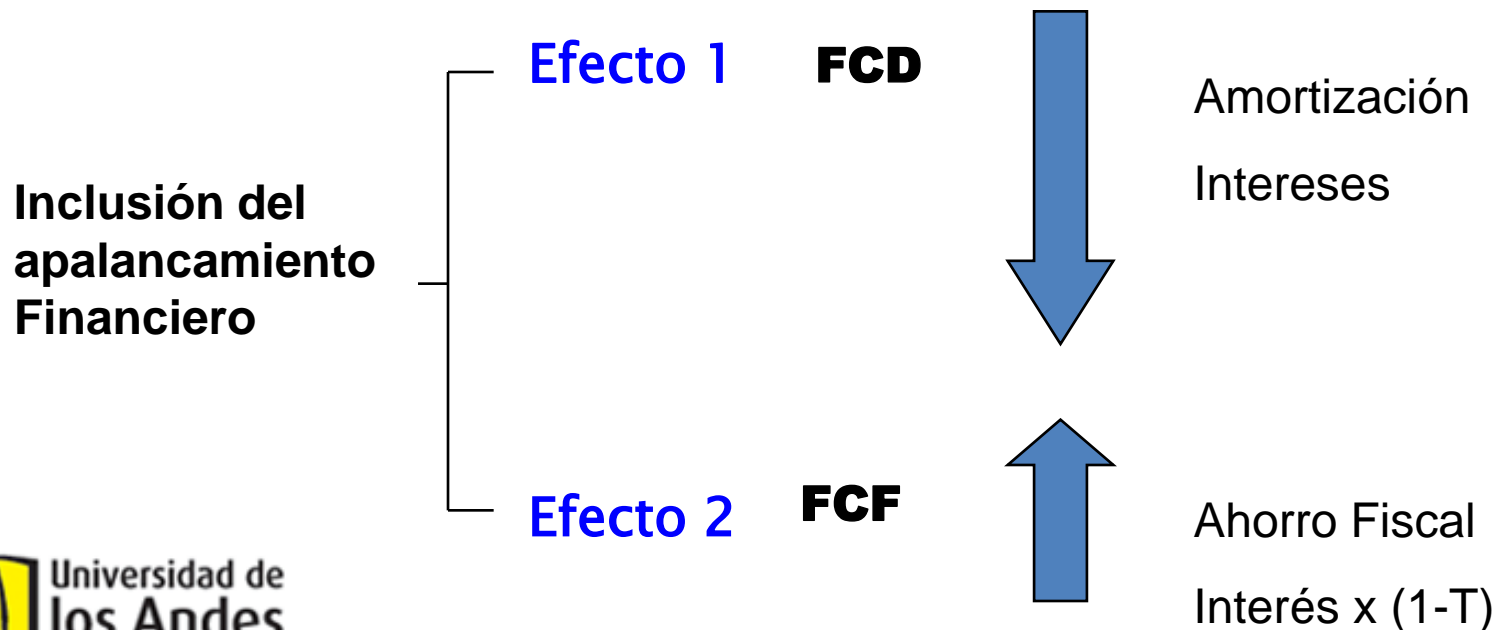 Inclusión del
apalancamiento
Financiero
Efecto 1 FCD
Amortización
Intereses
Efecto 2 FCF
Ahorro Fiscal
Interés x (1-T)
Universidad de
los Andes